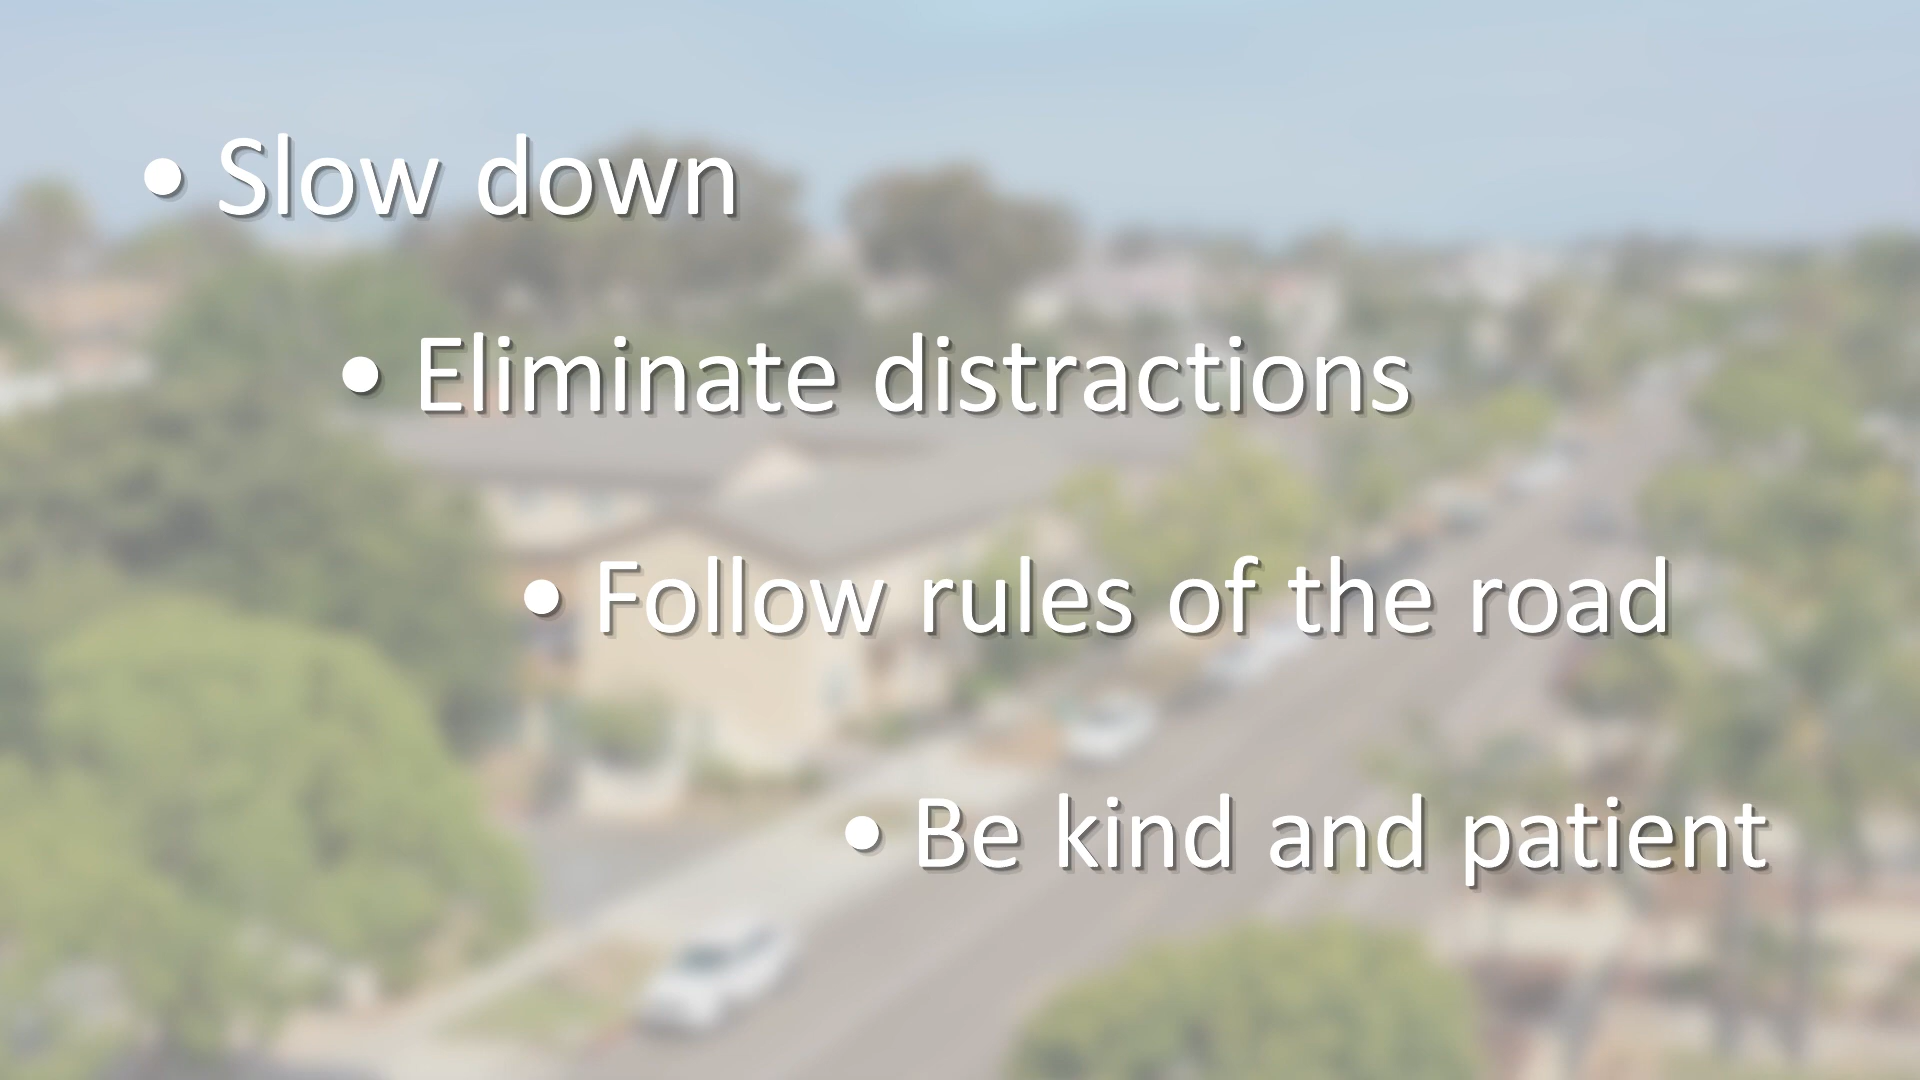 • Slow down
• Eliminate distractions
• Follow rules of the road
• Be kind and patient